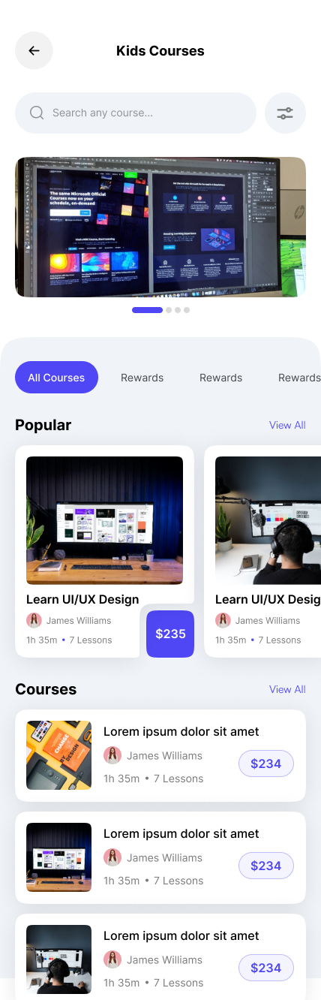 Kids Courses
Search any course...
The same Microsoft Official
Courses now on your
schedule, on-demand
All Courses
Rewards
Rewards
Rewards
Popular
View All
Learn UI/UX Design
James Williams
1h 35m • 7 Lessons
$235
Learn UI/UX Desig
James Williams
1h 35m • 7 Lessons
Courses
View All
CHANGE
BY
DESIGN
Lorem ipsum dolor sit amet
James Williams
1h 35m • 7 Lessons
$234
Lorem ipsum dolor sit amet
James Williams
1h 35m • 7 Lessons
$234
Lorem ipsum dolor sit amet
James Williams
1h 35m • 7 Lessons
$234